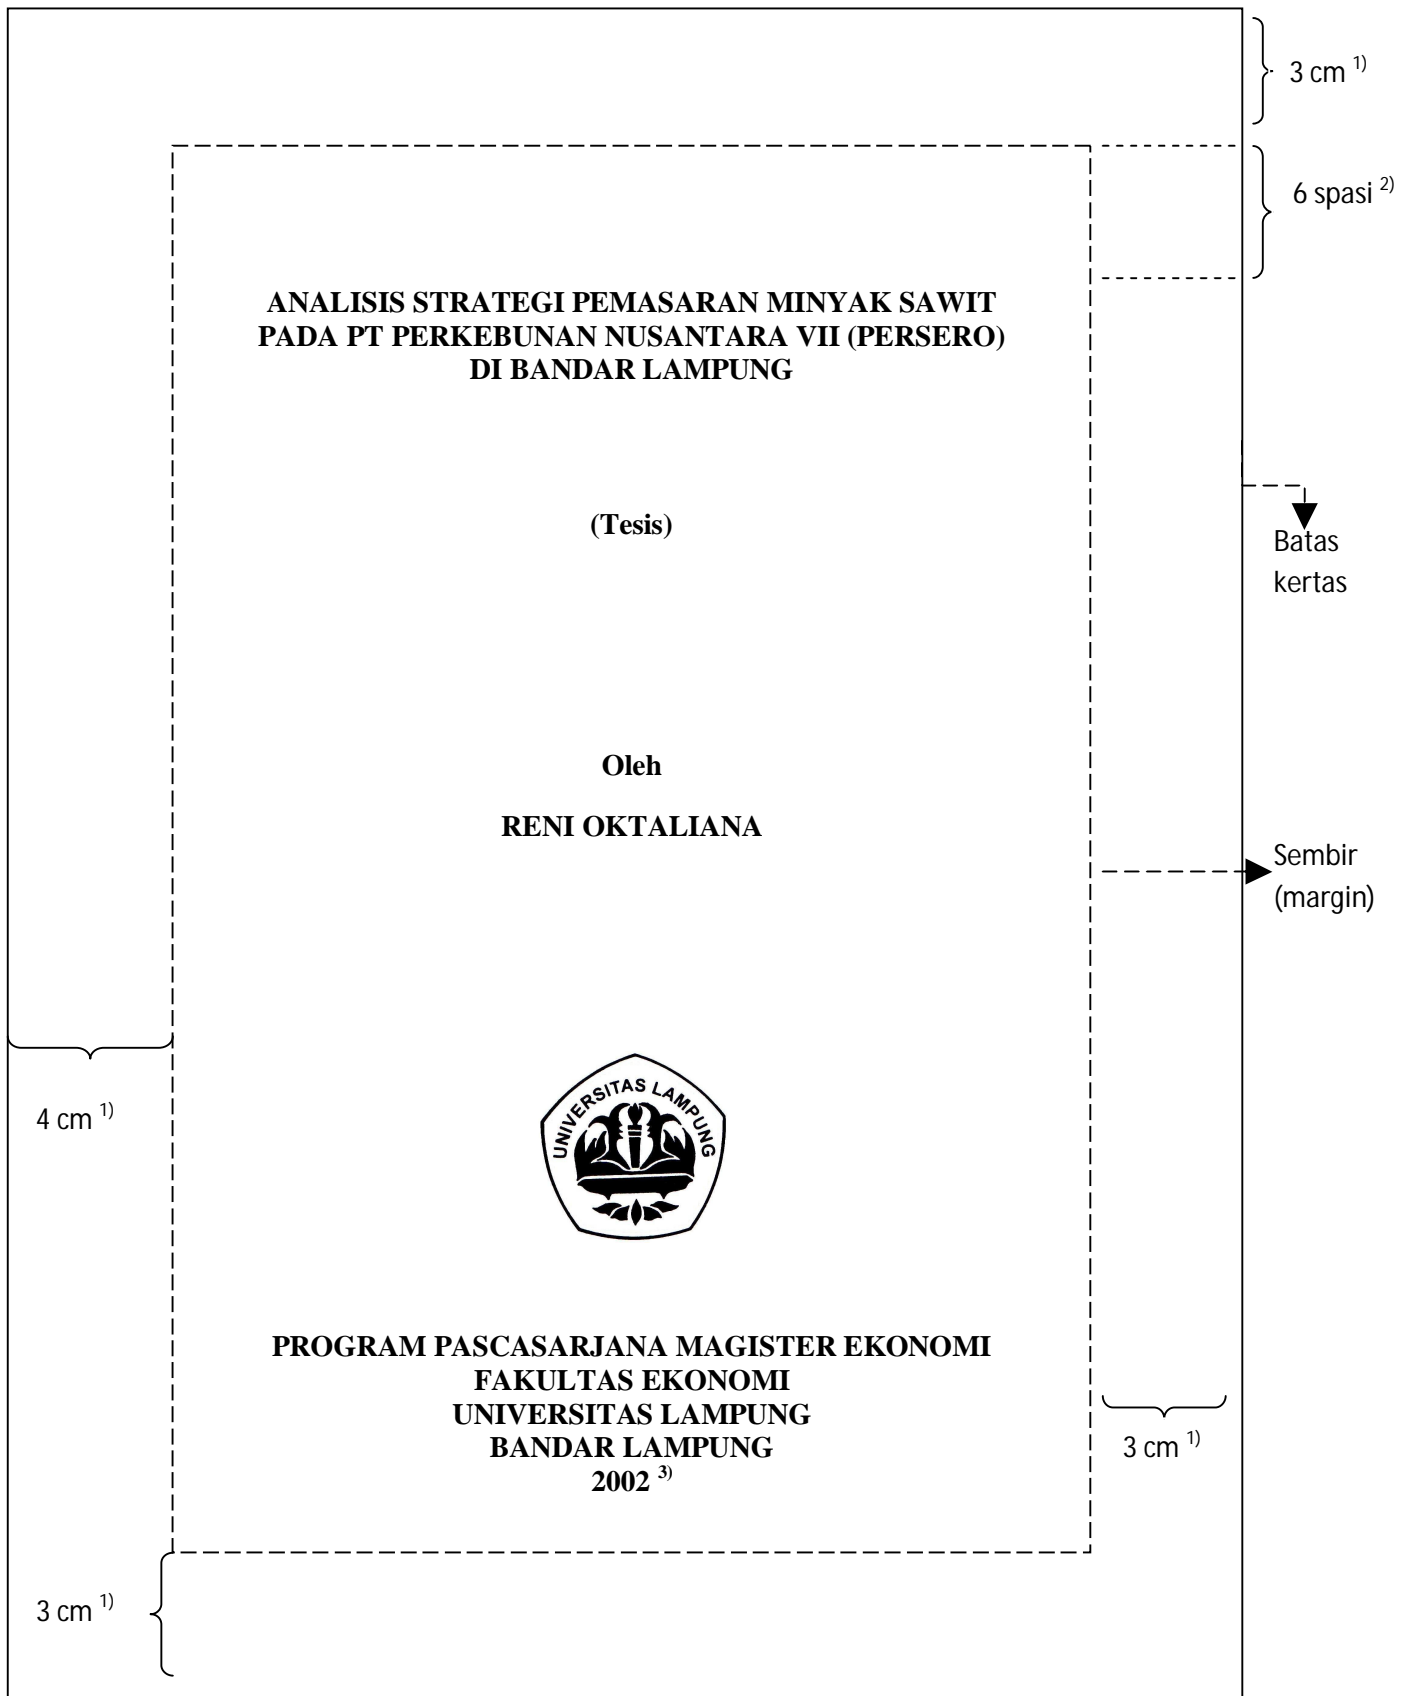 3 cm 1)
6 spasi 2)
ANALISIS STRATEGI PEMASARAN MINYAK SAWIT
PADA PT PERKEBUNAN NUSANTARA VII (PERSERO)
DI BANDAR LAMPUNG
(Tesis)
Batas
kertas
Oleh
RENI OKTALIANA
Sembir
(margin)
4 cm 1)
UNIVERSITAS LAMPUNG
PROGRAM PASCASARJANA MAGISTER EKONOMI
FAKULTAS EKONOMI
UNIVERSITAS LAMPUNG
BANDAR LAMPUNG
2002 3)
3 cm 1)
3 cm 1)